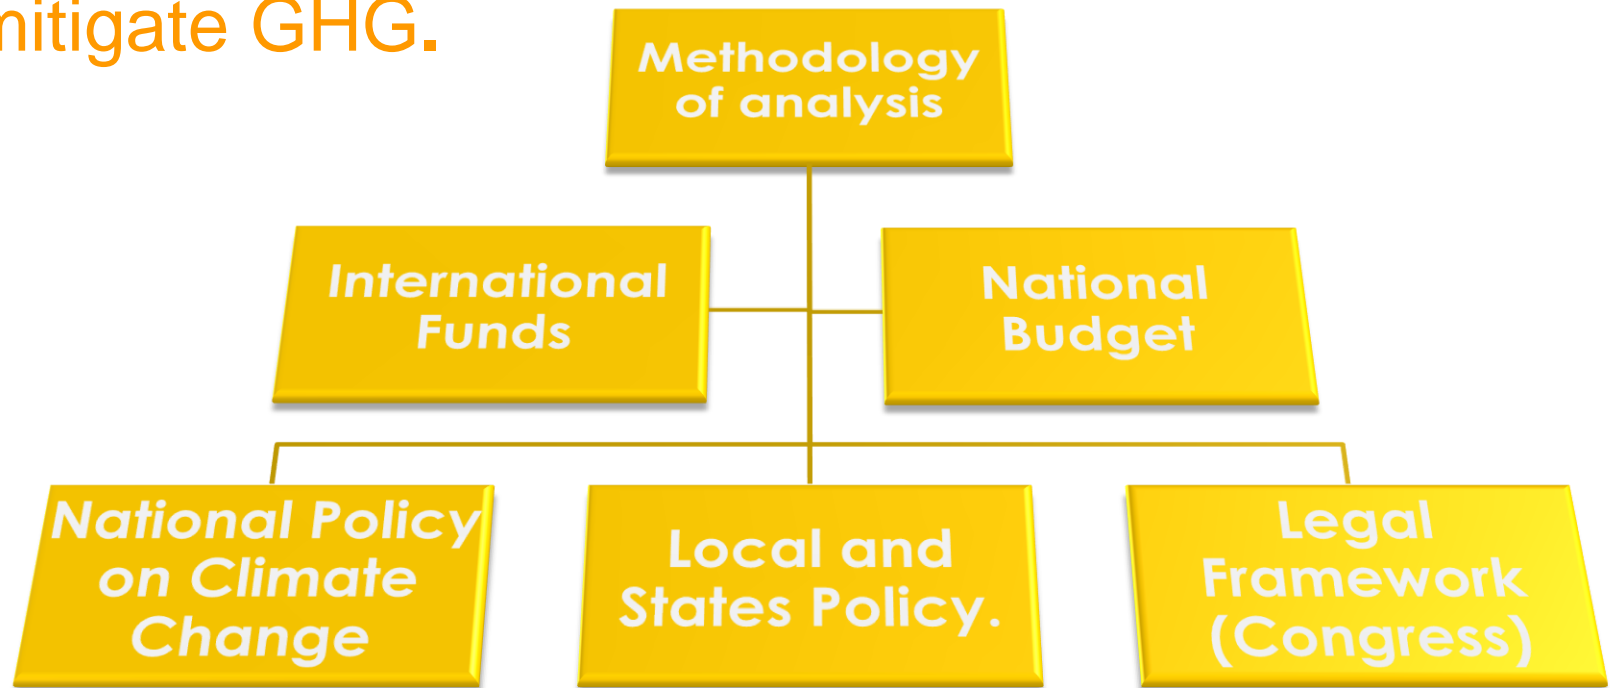 mitigate GHG.
Methodology
of analysis
International
Funds
National
Budget
National Policy
on Climate
Change
Local and
States Policy.
Legal
Framework
(Congress)